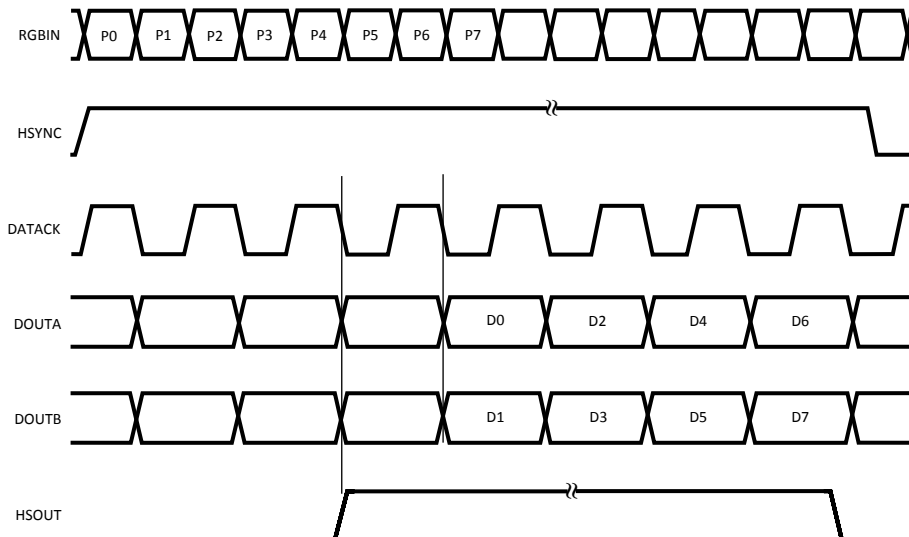 RGBIN P0 P1 P2 P3 P4 P5 P6 P7
HSYNC
DATACK
DOUTA D0 D2 D4 D6
DOUTB D1 D3 D5 D7
HSOUT